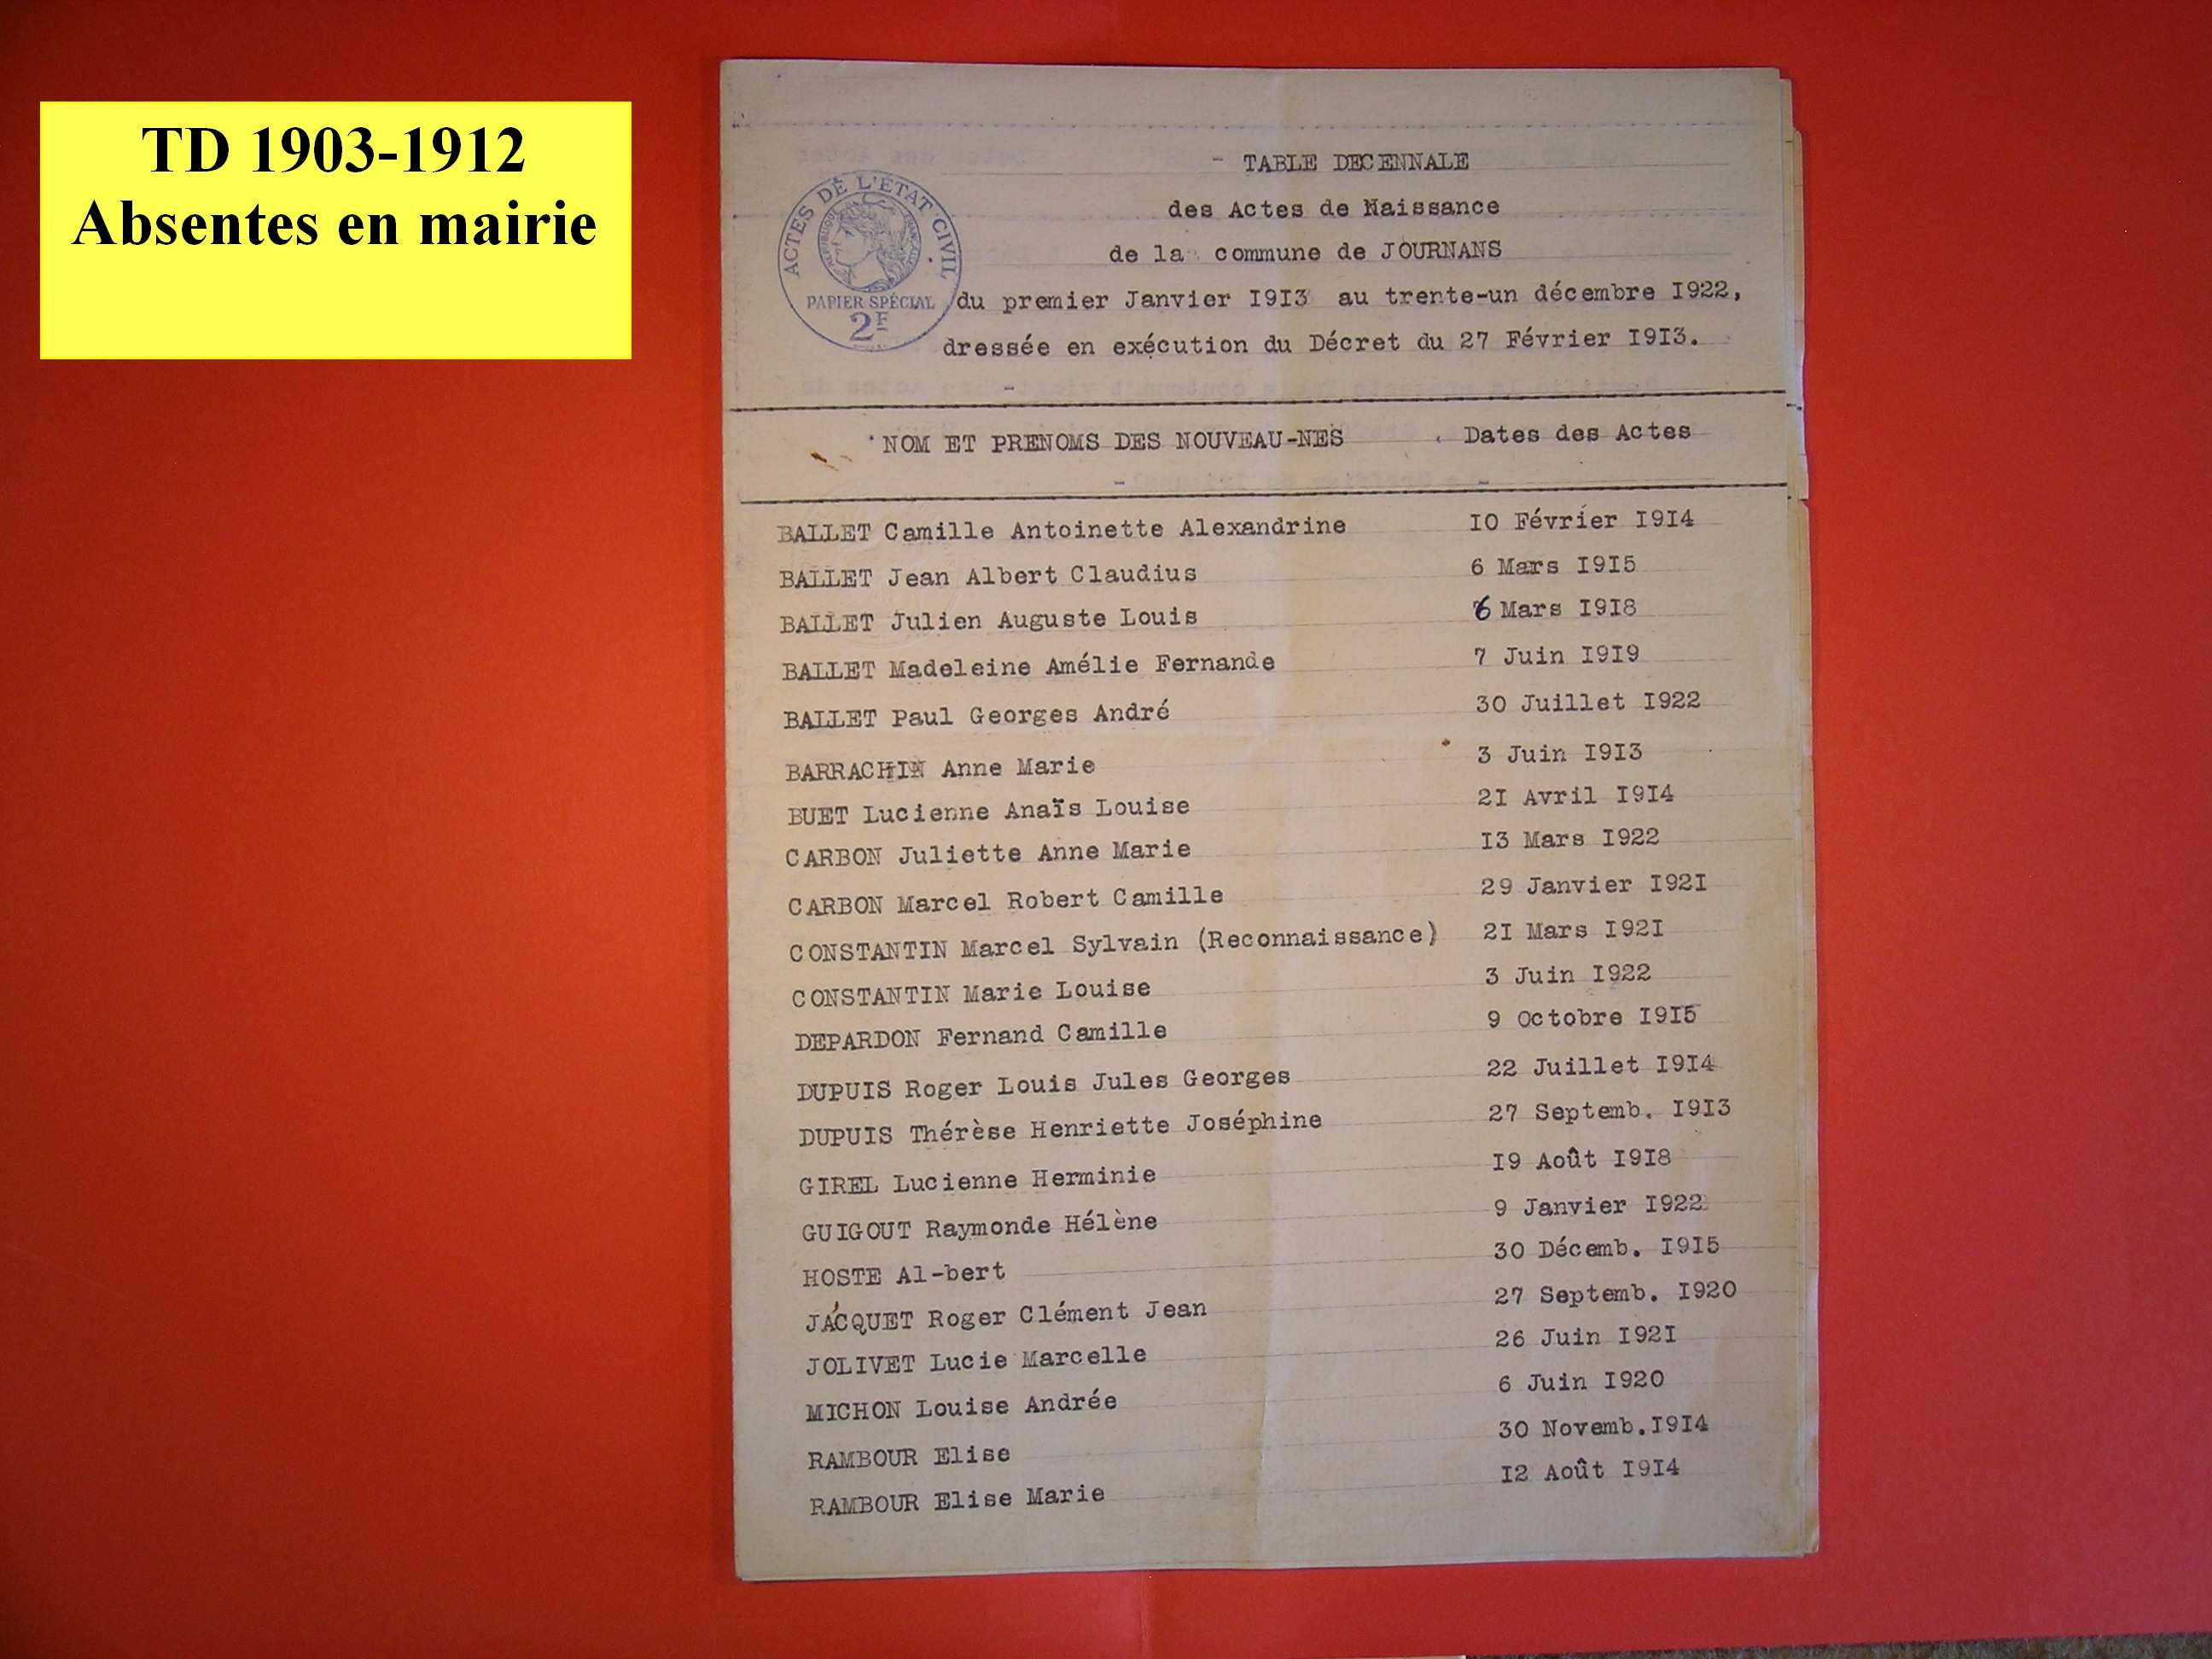 TD 1903-1912
Absentes en mairie
- TABLE DECENNALE
des Actes de Naissance
de la commune de JOURNANS
du premier Janvier I9I3 au trente-un décembre I922,
dressée en exécution du Décret du 27 Février I9I3.
ACTES DE L'ÉTAT CIVIL
RÉPUBLIQUE FRANÇAISE
PAPIER SPÉCIAL
2F
NOM ET PRENOMS DES NOUVEAU-NES Dates des Actes
BALLET Camille Antoinette Alexandrine I0 Février I9I4
BALLET Jean Albert Claudius 6 Mars I9I5
BALLET Julien Auguste Louis 6 Mars I9I8
BALLET Madeleine Amélie Fernande 7 Juin I9I9
BALLET Paul Georges André 30 Juillet I922
BARRACHIN Anne Marie 3 Juin I9I3
BUET Lucienne Anaïs Louise 2I Avril I9I4
CARBON Juliette Anne Marie I3 Mars I922
CARBON Marcel Robert Camille 29 Janvier I92I
CONSTANTIN Marcel Sylvain (Reconnaissance) 2I Mars I92I
CONSTANTIN Marie Louise 3 Juin I922
DEPARDON Fernand Camille 9 Octobre I9I5
DUPUIS Roger Louis Jules Georges 22 Juillet I9I4
DUPUIS Thérèse Henriette Joséphine 27 Septemb. I9I3
GIREL Lucienne Herminie I9 Août I9I8
GUIGOUT Raymonde Hélène 9 Janvier I922
HOSTE Al-bert 30 Décemb. I9I5
JACQUET Roger Clément Jean 27 Septemb. I920
JOLIVET Lucie Marcelle 26 Juin I92I
MICHON Louise Andrée 6 Juin I920
RAMBOUR Elise 30 Novemb.I9I4
RAMBOUR Elise Marie I2 Août I9I4